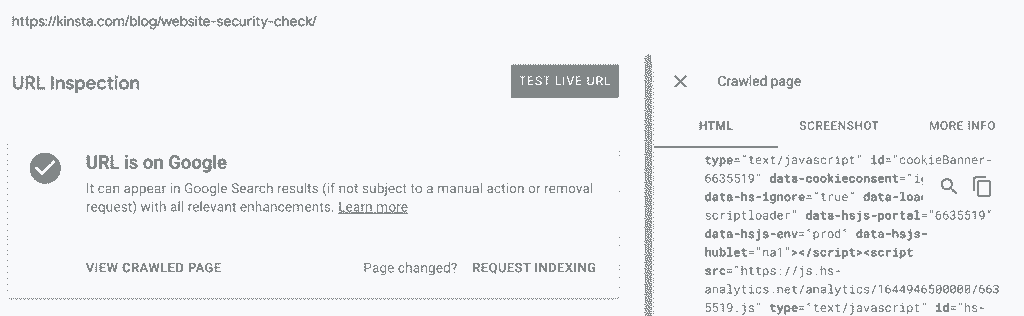 https://kinsta.com/blog/website-security-check/
URL Inspection
TEST LIVE URL
URL is on Google
It can appear in Google Search results (if not subject to a manual action or removal
request) with all relevant enhancements. Learn more
VIEW CRAWLED PAGE
Page changed? REQUEST INDEXING
Crawled page
HTML
SCREENSHOT
MORE INFO
type="text/javascript" id="cookieBanner-
6635519" data-cookieconsent="ig
data-hs-ignore="true" data-loa
scriptloader" data-hsjs-portal="6635519"
data-hsjs-env="prod" data-hsjs-
hublet="na1"></script><script
src="https://js.hs-
analytics.net/analytics/1644946500000/663
5519.js" type="text/javascript" id="hs-